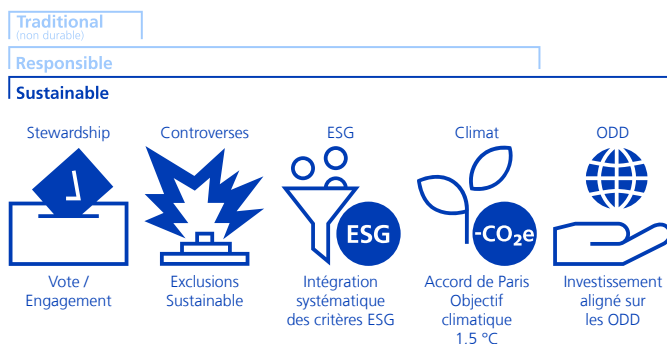 Traditional
(non durable)
Responsible
Sustainable
Stewardship
Controverses
ESG
Climat
ODD
ESG
-CO₂e
Vote /
Engagement
Exclusions
Sustainable
Intégration
systématique
des critères ESG
Accord de Paris
Objectif
climatique
1.5 °C
Investissement
aligné sur
les ODD